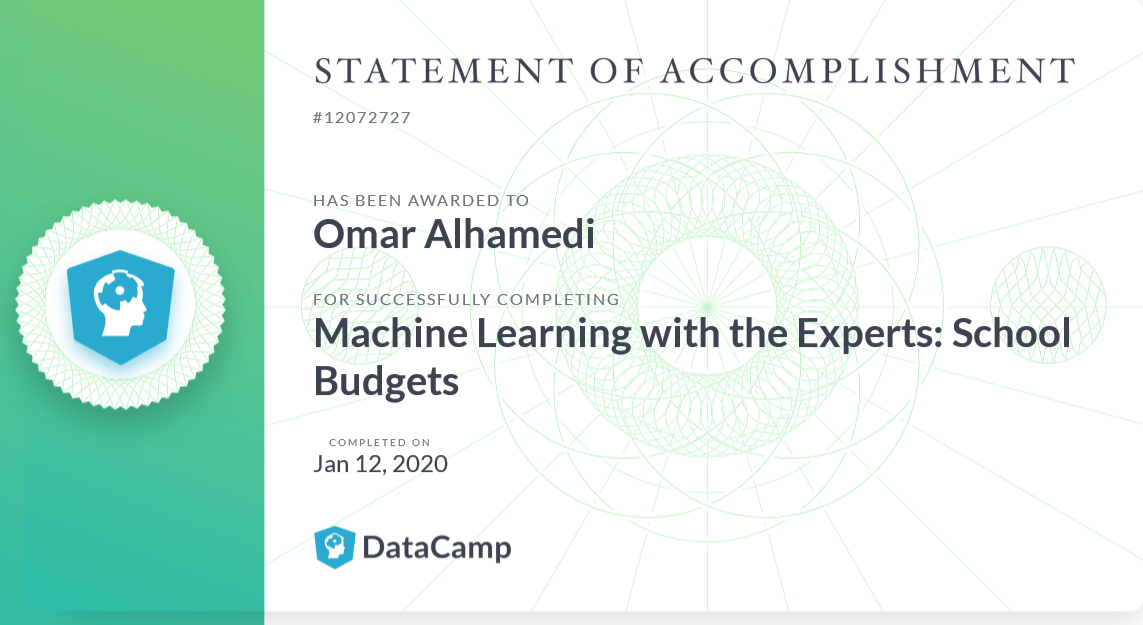 STATEMENT OF ACCOMPLISHMENT
#12072727
HAS BEEN AWARDED TO
Omar Alhamedi
FOR SUCCESSFULLY COMPLETING
Machine Learning with the Experts: School
Budgets
COMPLETED ON
Jan 12, 2020
DataCamp